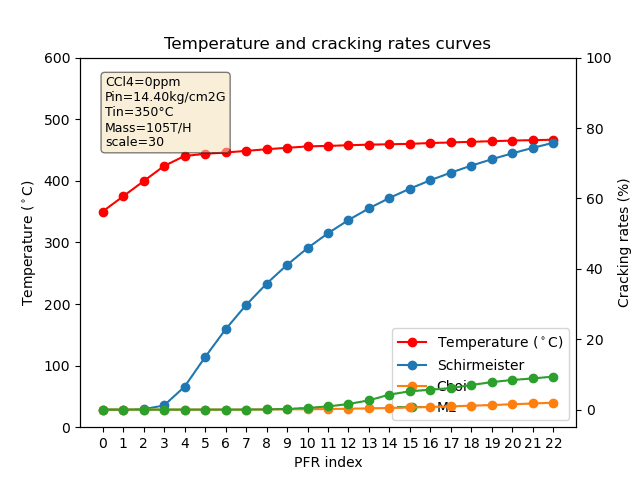 Temperature and cracking rates curves
CCl4=0ppm
Pin=14.40kg/cm2G
Tin=350°C
Mass=105T/H
scale=30
600
500
400
300
200
100
0
Temperature (°C)
100
80
60
40
20
0
Cracking rates (%)
Temperature (°C)
Schirmeister
Choi
0 1 2 3 4 5 6 7 8 9 10 11 12 13 14 15 16 17 18 19 20 21 22
PFR index